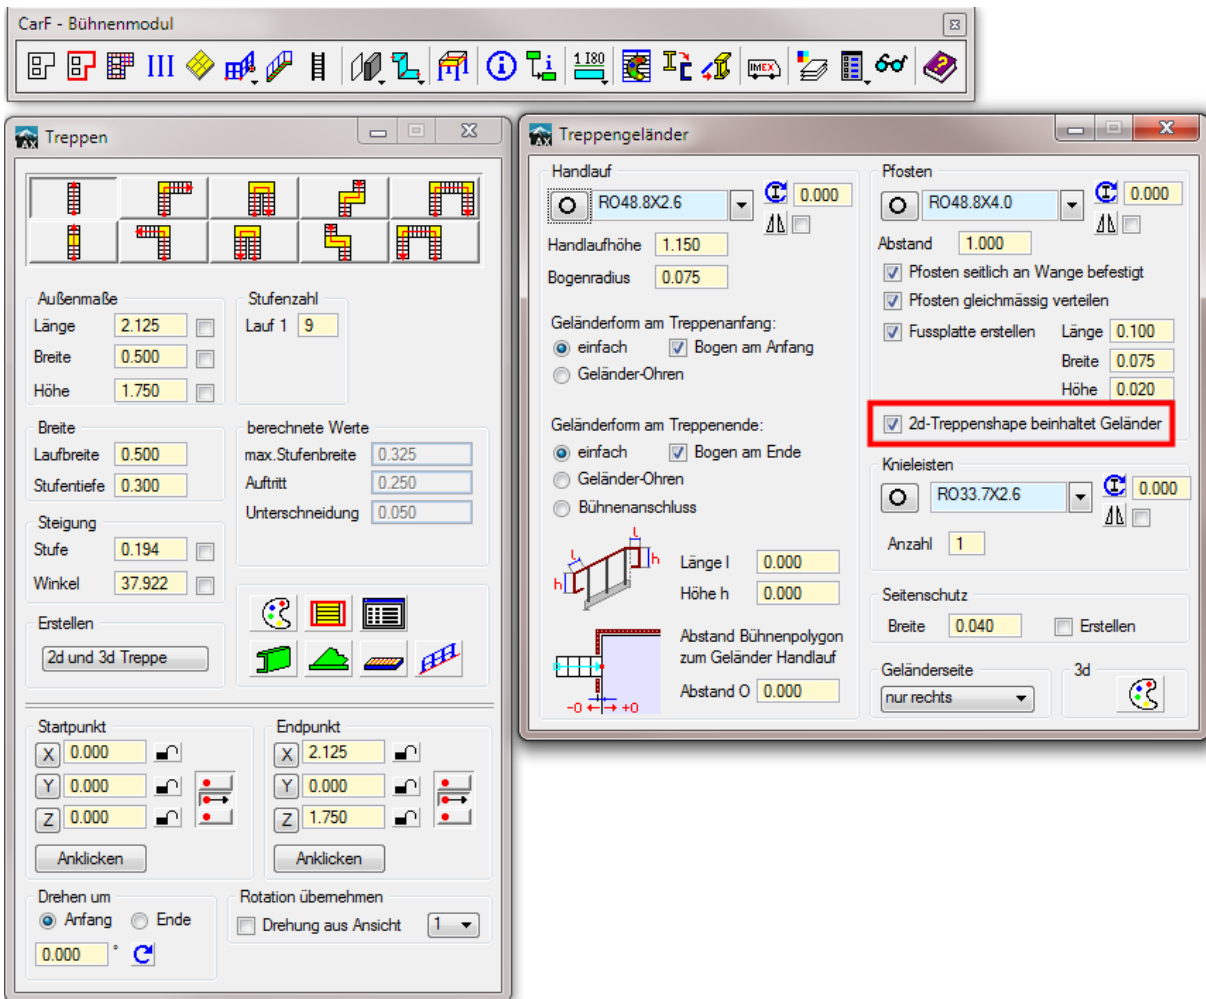 CarF - Bühnenmodul
1 I80
IMEX
Treppen
Außenmaße
Länge 2.125
Breite 0.500
Höhe 1.750
Stufenzahl
Lauf 1 9
Breite
Laufbreite 0.500
Stufentiefe 0.300
berechnete Werte
max.Stufenbreite 0.325
Auftritt 0.250
Unterschneidung 0.050
Steigung
Stufe 0.194
Winkel 37.922
Erstellen
2d und 3d Treppe
Startpunkt
X 0.000
Y 0.000
Z 0.000
Anklicken
Endpunkt
X 2.125
Y 0.000
Z 1.750
Anklicken
Drehen um
Anfang Ende
0.000 °
Rotation übernehmen
Drehung aus Ansicht 1
Treppengeländer
Handlauf
RO48.8X2.6 0.000
Handlaufhöhe 1.150
Bogenradius 0.075
Geländerform am Treppenanfang:
einfach Bogen am Anfang
Geländer-Ohren
Geländerform am Treppenende:
einfach Bogen am Ende
Geländer-Ohren
Bühnenanschluss
l l h h
Länge l 0.000
Höhe h 0.000
Abstand Bühnenpolygon
zum Geländer Handlauf
Abstand O 0.000
-O +O
Pfosten
RO48.8X4.0 0.000
Abstand 1.000
Pfosten seitlich an Wange befestigt
Pfosten gleichmässig verteilen
Fussplatte erstellen Länge 0.100
Breite 0.075
Höhe 0.020
2d-Treppenshape beinhaltet Geländer
Knieleisten
RO33.7X2.6 0.000
Anzahl 1
Seitenschutz
Breite 0.040 Erstellen
Geländerseite
nur rechts
3d